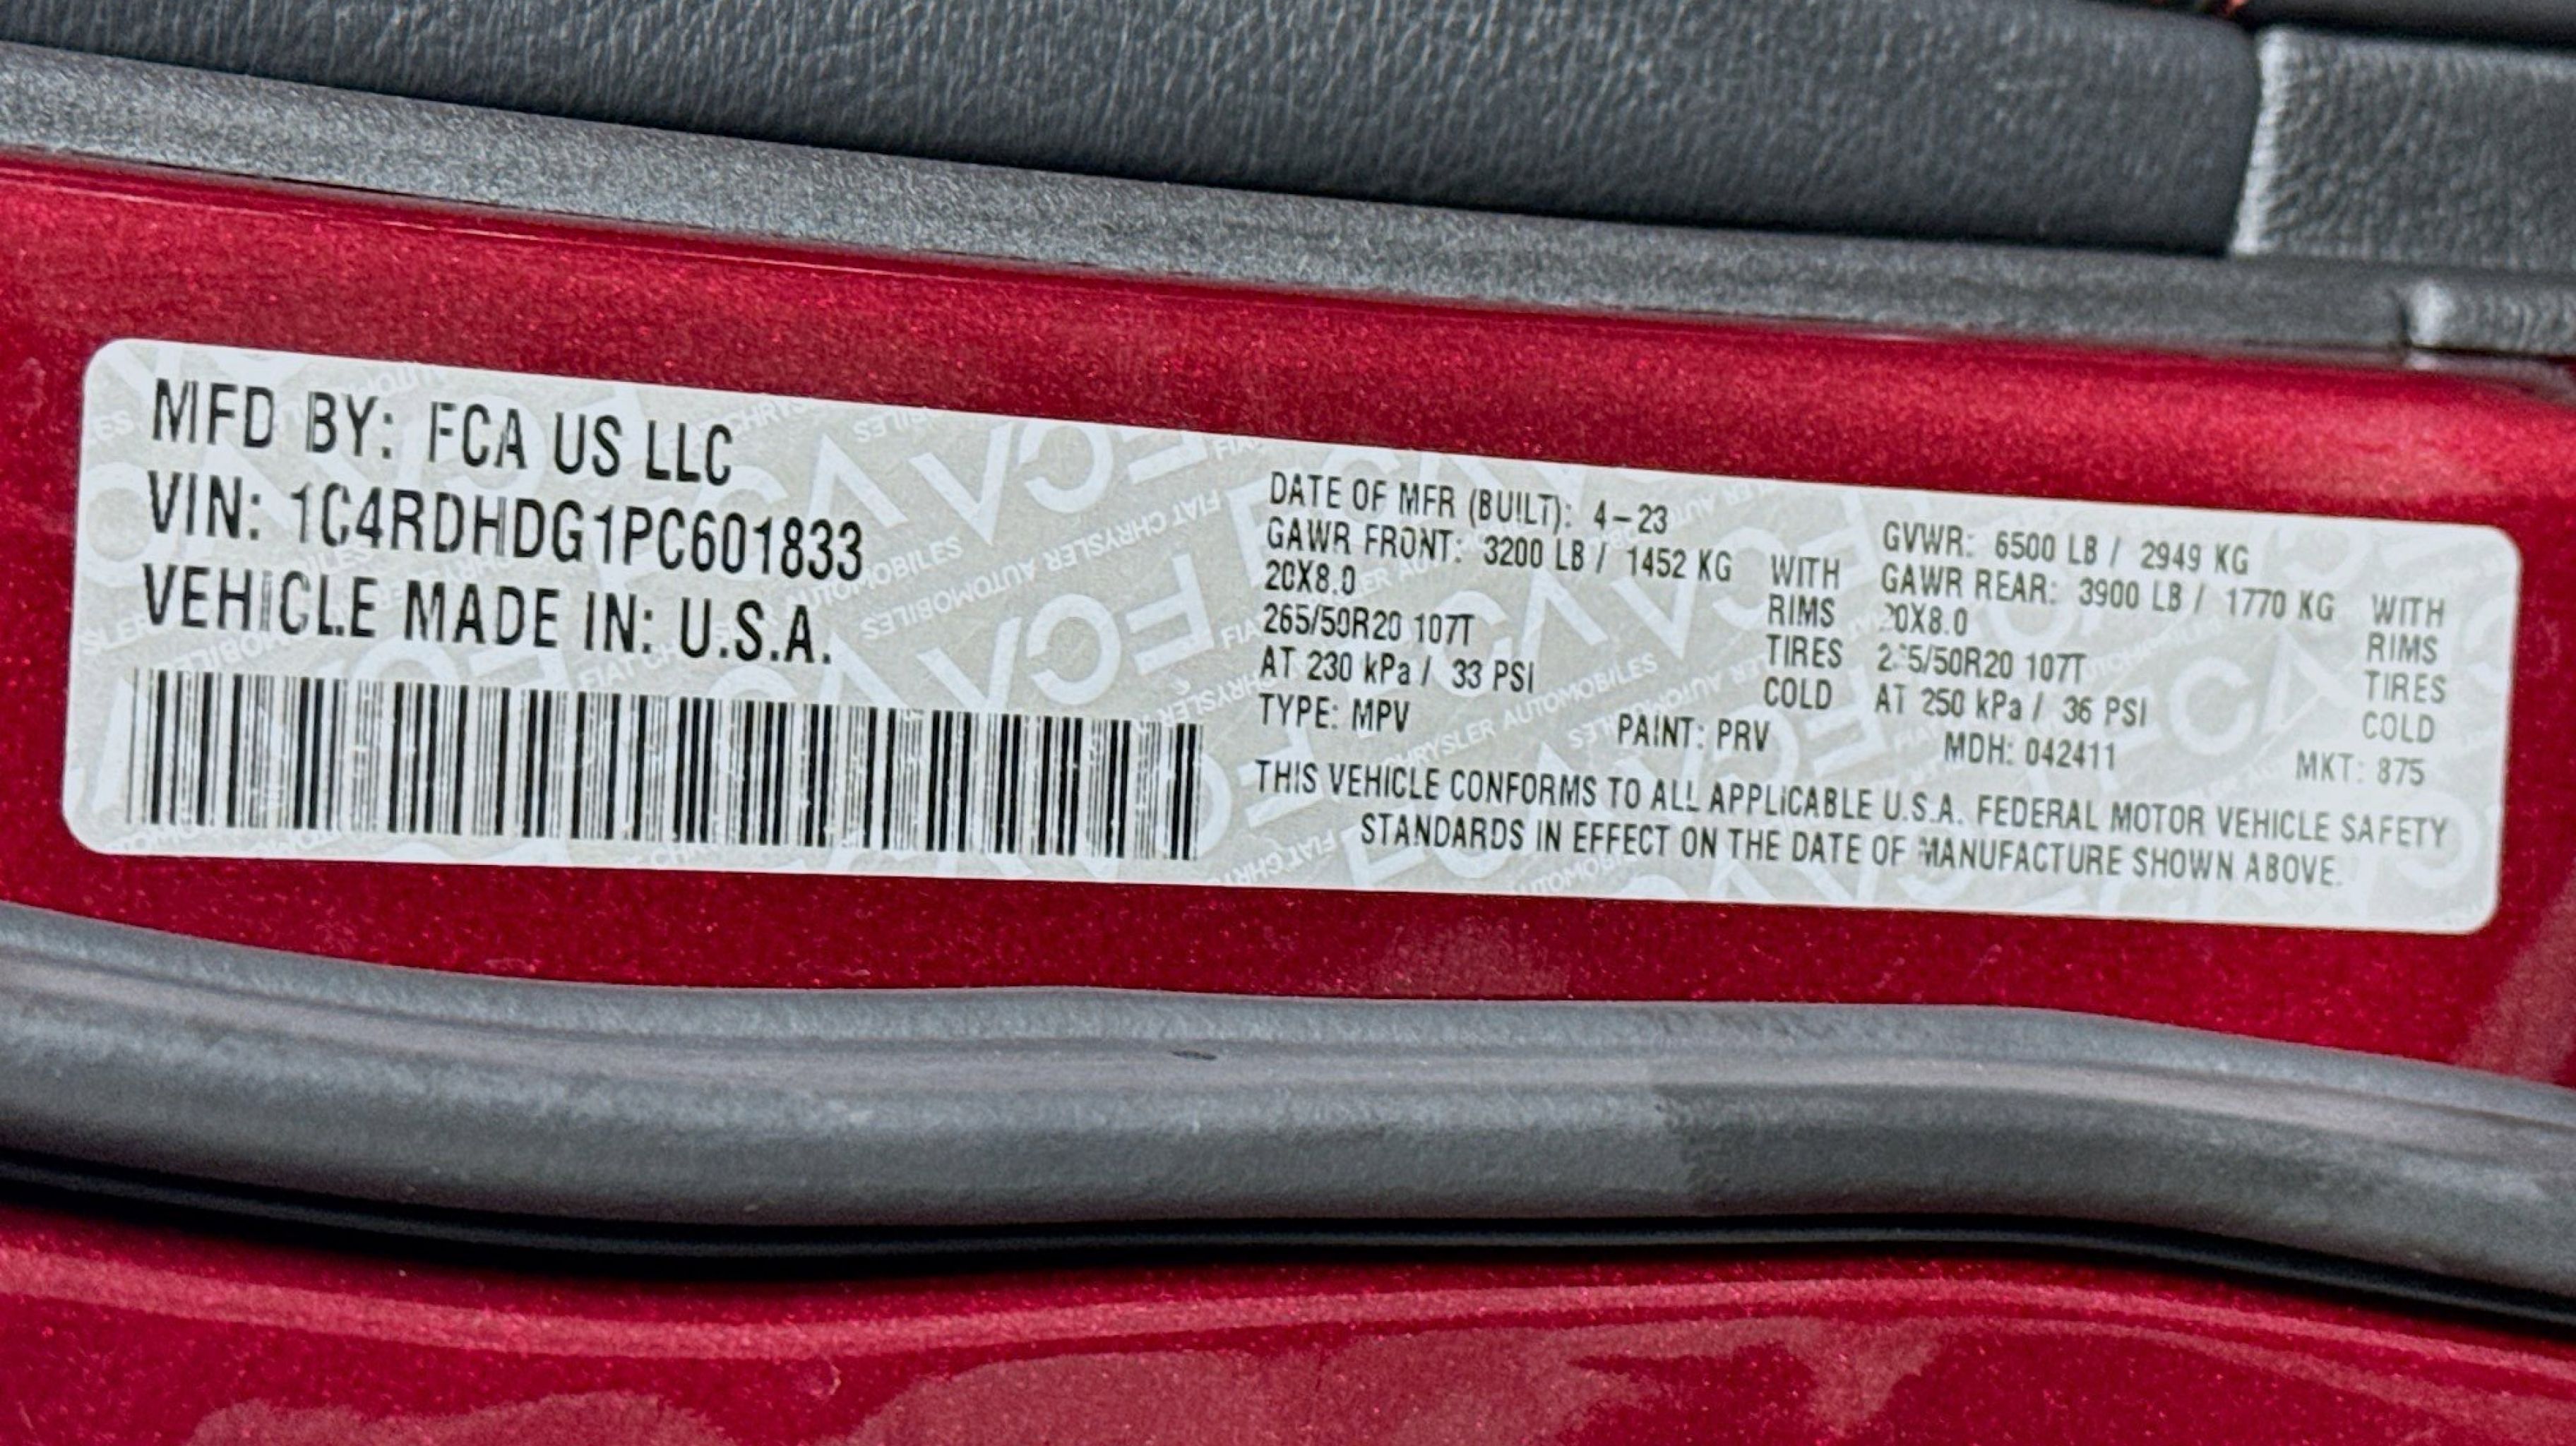 MFD BY: FCA US LLC
VIN: 1C4RDHDG1PC601833
VEHICLE MADE IN: U.S.A.
DATE OF MFR (BUILT): 4-23
GAWR FRONT: 3200 LB / 1452 KG WITH
20X8.0 RIMS
265/50R20 107T TIRES
AT 230 kPa / 33 PSI COLD
GVWR: 6500 LB / 2949 KG
GAWR REAR: 3900 LB / 1770 KG WITH
20X8.0 RIMS
265/50R20 107T TIRES
AT 250 kPa / 36 PSI COLD
TYPE: MPV PAINT: PRV MDH: 042411 MKT: 875
THIS VEHICLE CONFORMS TO ALL APPLICABLE U.S.A. FEDERAL MOTOR VEHICLE SAFETY
STANDARDS IN EFFECT ON THE DATE OF MANUFACTURE SHOWN ABOVE.